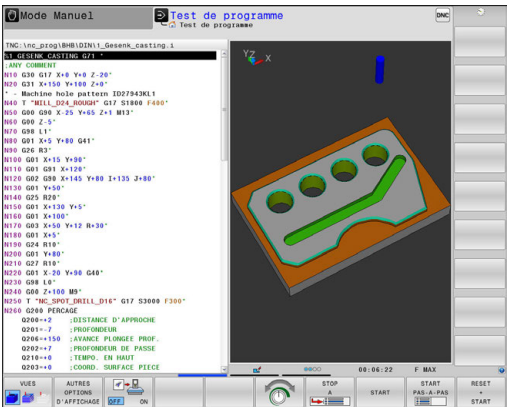 Mode Manuel
Test de programme
Test de programme
DNC
TNC:\nc_prog\BHB\DIN\1_Gesenk_casting.i
%1_GESENK_CASTING G71 *
;ANY COMMENT
N10 G30 G17 X+0 Y+0 Z-20*
N20 G31 X+150 Y+100 Z+0*
* - Machine hole pattern ID27943KL1
N40 T "MILL_D24_ROUGH" G17 S1800 F480*
N50 G00 G90 X-25 Y+65 Z+1 M13*
N60 G00 Z-5*
N70 G98 L1*
N80 G01 X+5 Y+80 G41*
N90 G26 R3*
N100 G01 X+15 Y+90*
N110 G01 G91 X+120*
N120 G02 G90 X+145 Y+80 I+135 J+80*
N130 G01 Y+50*
N140 G25 R20*
N150 G01 X+130 Y+5*
N160 G01 X+100*
N170 G03 X+50 Y+12 R+30*
N180 G01 X+5*
N190 G24 R10*
N200 G01 Y+80*
N210 G27 R10*
N220 G01 X-20 Y+90 G40*
N230 G98 L0*
N240 G00 Z+100 M9*
N250 T "NC_SPOT_DRILL_D16" G17 S3000 F300*
N260 G200 PERCAGE
Q200=+2 ;DISTANCE D'APPROCHE
Q201=-7 ;PROFONDEUR
Q206=+150 ;AVANCE PLONGEE PROF.
Q202=+7 ;PROFONDEUR DE PASSE
Q210=+0 ;TEMPO. EN HAUT
Q203=+0 ;COORD. SURFACE PIECE
Y Z X
00:06:22 F MAX
VUES
AUTRES OPTIONS D'AFFICHAGE
OFF ON
STOP A
START
START PAS-A-PAS
RESET + START